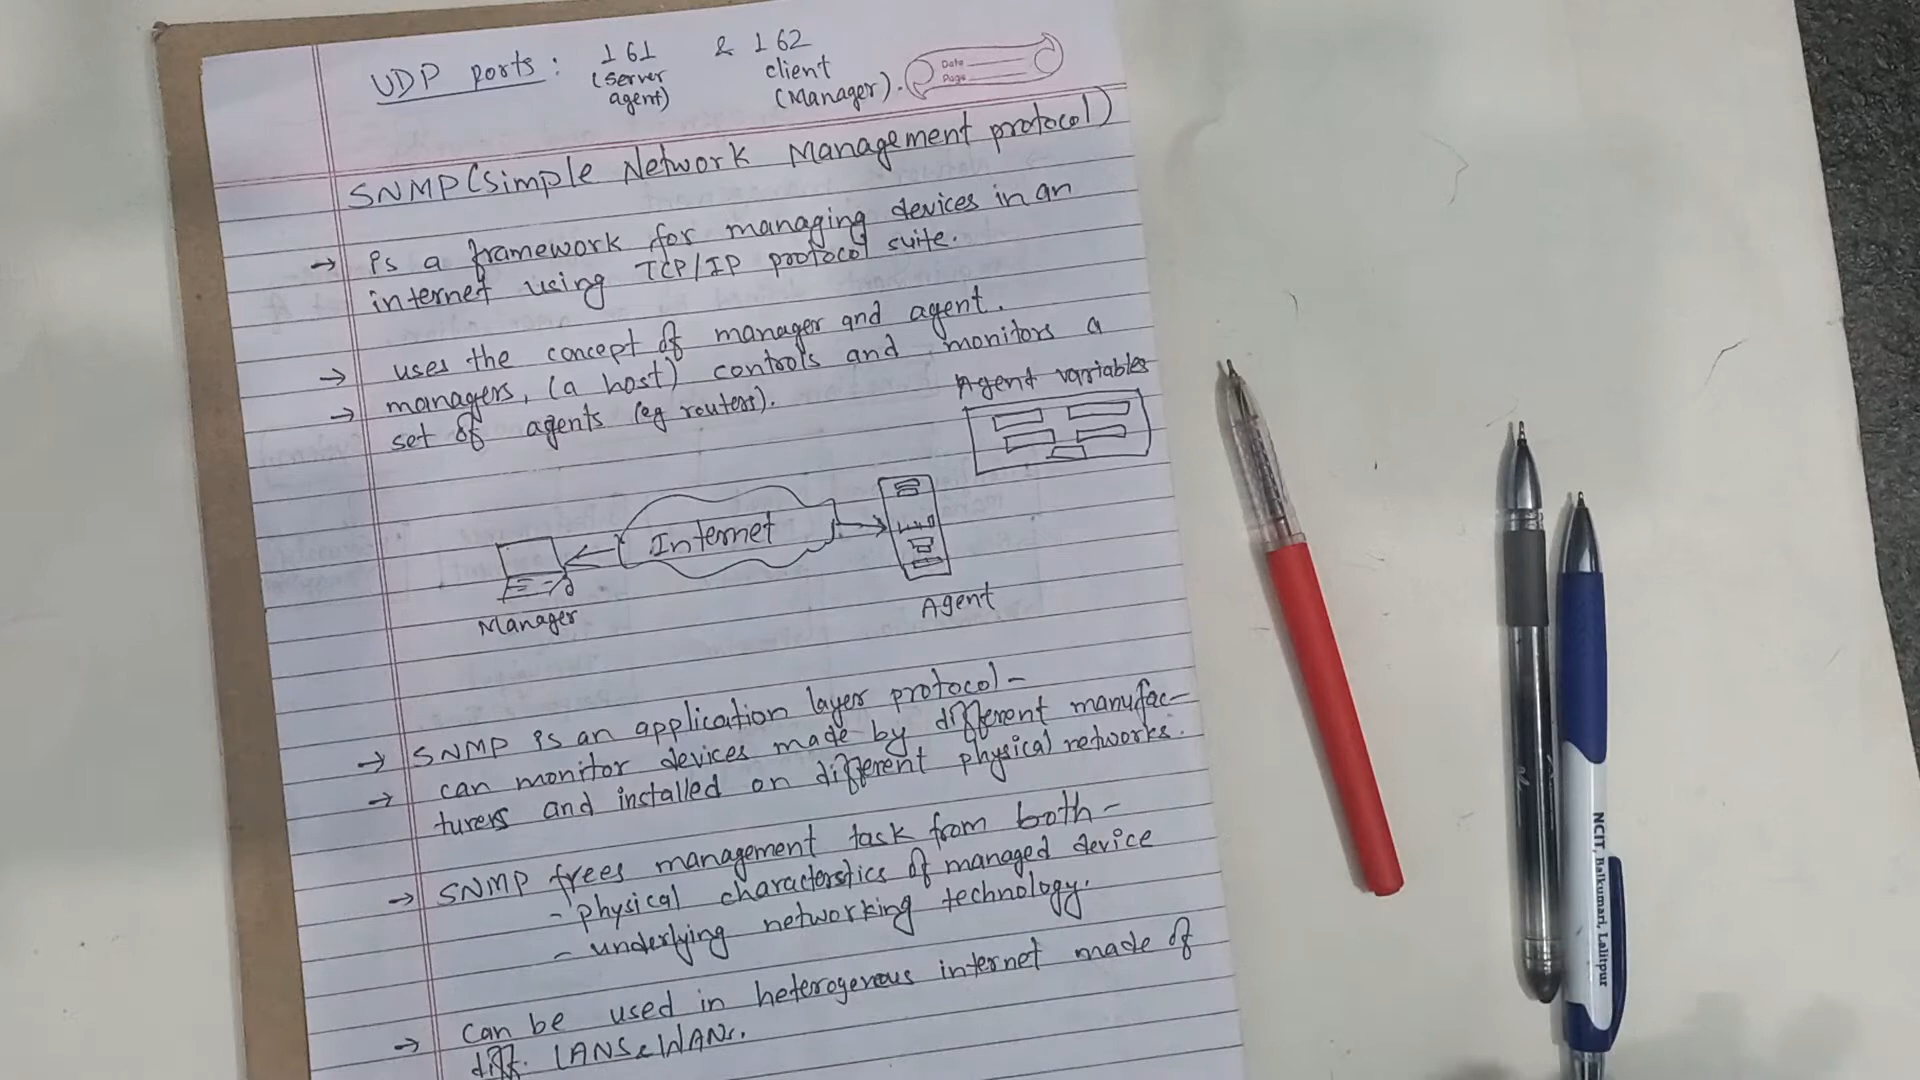 UDP ports: 161 & 162
(server agent) client (Manager).
Date
Page
SNMP (Simple Network Management protocol)
→ is a framework for managing devices in an
internet using TCP/IP protocol suite.
→ uses the concept of manager and agent.
→ managers, (a host) controls and monitors a
set of agents (eg routers).
Agent variables
Internet
Manager
Agent
→ SNMP is an application layer protocol-
→ can monitor devices made by different manufac-
turers and installed on different physical networks.
→ SNMP frees management task from both-
- physical characterstics of managed device
- underlying networking technology.
→ can be used in heterogenous internet made of
diff. LANS & WANs.
NCIT, Balkumari, Lalitpur